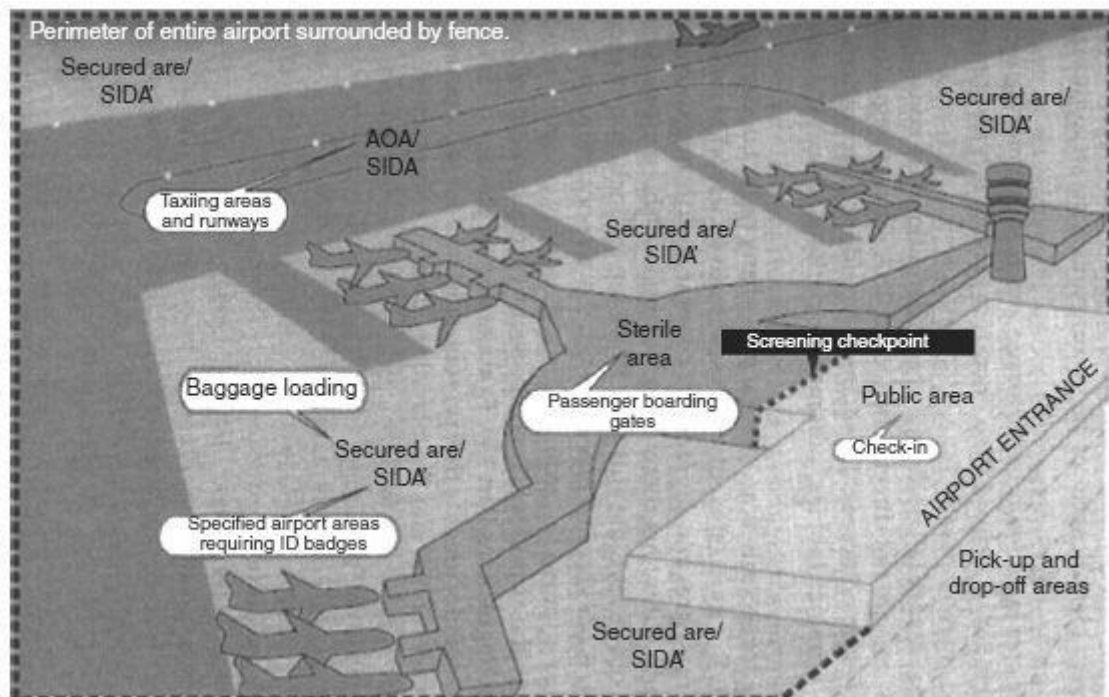 Perimeter of entire airport surrounded by fence.
Secured are/
SIDA'
Secured are/
SIDA'
AOA/
SIDA
Taxiing areas
and runways
Secured are/
SIDA'
Sterile
area
Screening checkpoint
Baggage loading
Passenger boarding
gates
Public area
Check-in
Secured are/
SIDA'
AIRPORT ENTRANCE
Specified airport areas
requiring ID badges
Pick-up and
drop-off areas
Secured are/
SIDA'